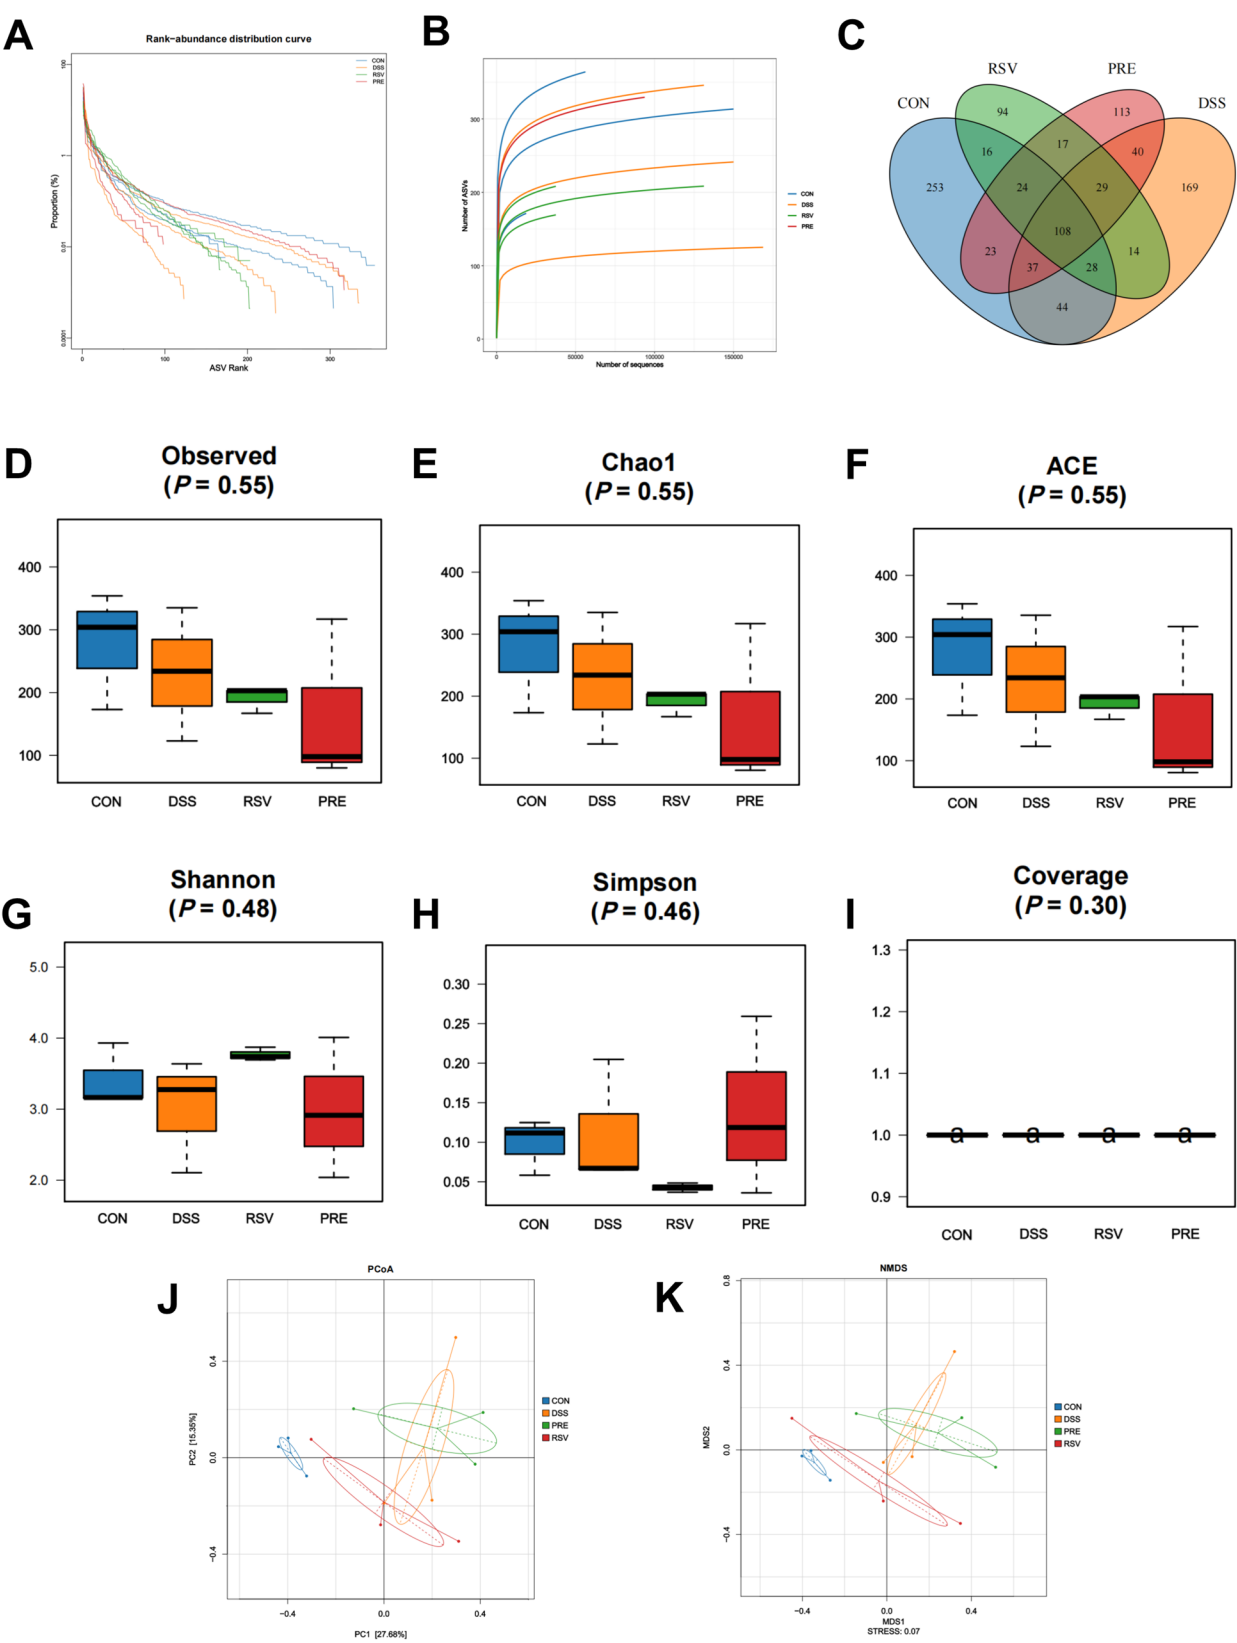 A
Rank-abundance distribution curve
CON
DSS
RSV
PRE
100
1
0.01
0.0001
Proportion (%)
0 100 200 300
ASV Rank
B
300
200
100
0
Number of ASVs
0 50000 100000 150000
Number of sequences
CON
DSS
RSV
PRE
C
RSV PRE
CON DSS
94 113
16 17 40
253 24 29 169
108
23 37 28 14
44
D
Observed
(P = 0.55)
400
300
200
100
CON DSS RSV PRE
E
Chao1
(P = 0.55)
400
300
200
100
CON DSS RSV PRE
F
ACE
(P = 0.55)
400
300
200
100
CON DSS RSV PRE
G
Shannon
(P = 0.48)
5.0
4.0
3.0
2.0
CON DSS RSV PRE
H
Simpson
(P = 0.46)
0.30
0.25
0.20
0.15
0.10
0.05
CON DSS RSV PRE
I
Coverage
(P = 0.30)
1.3
1.2
1.1
1.0
0.9
a a a a
CON DSS RSV PRE
J
PCoA
0.4
0.0
−0.4
PC2 [15.35%]
−0.4 0.0 0.4
PC1 [27.68%]
CON
DSS
PRE
RSV
K
NMDS
0.8
0.4
0.0
−0.4
MDS2
−0.4 0.0 0.4
MDS1
STRESS: 0.07
CON
DSS
PRE
RSV